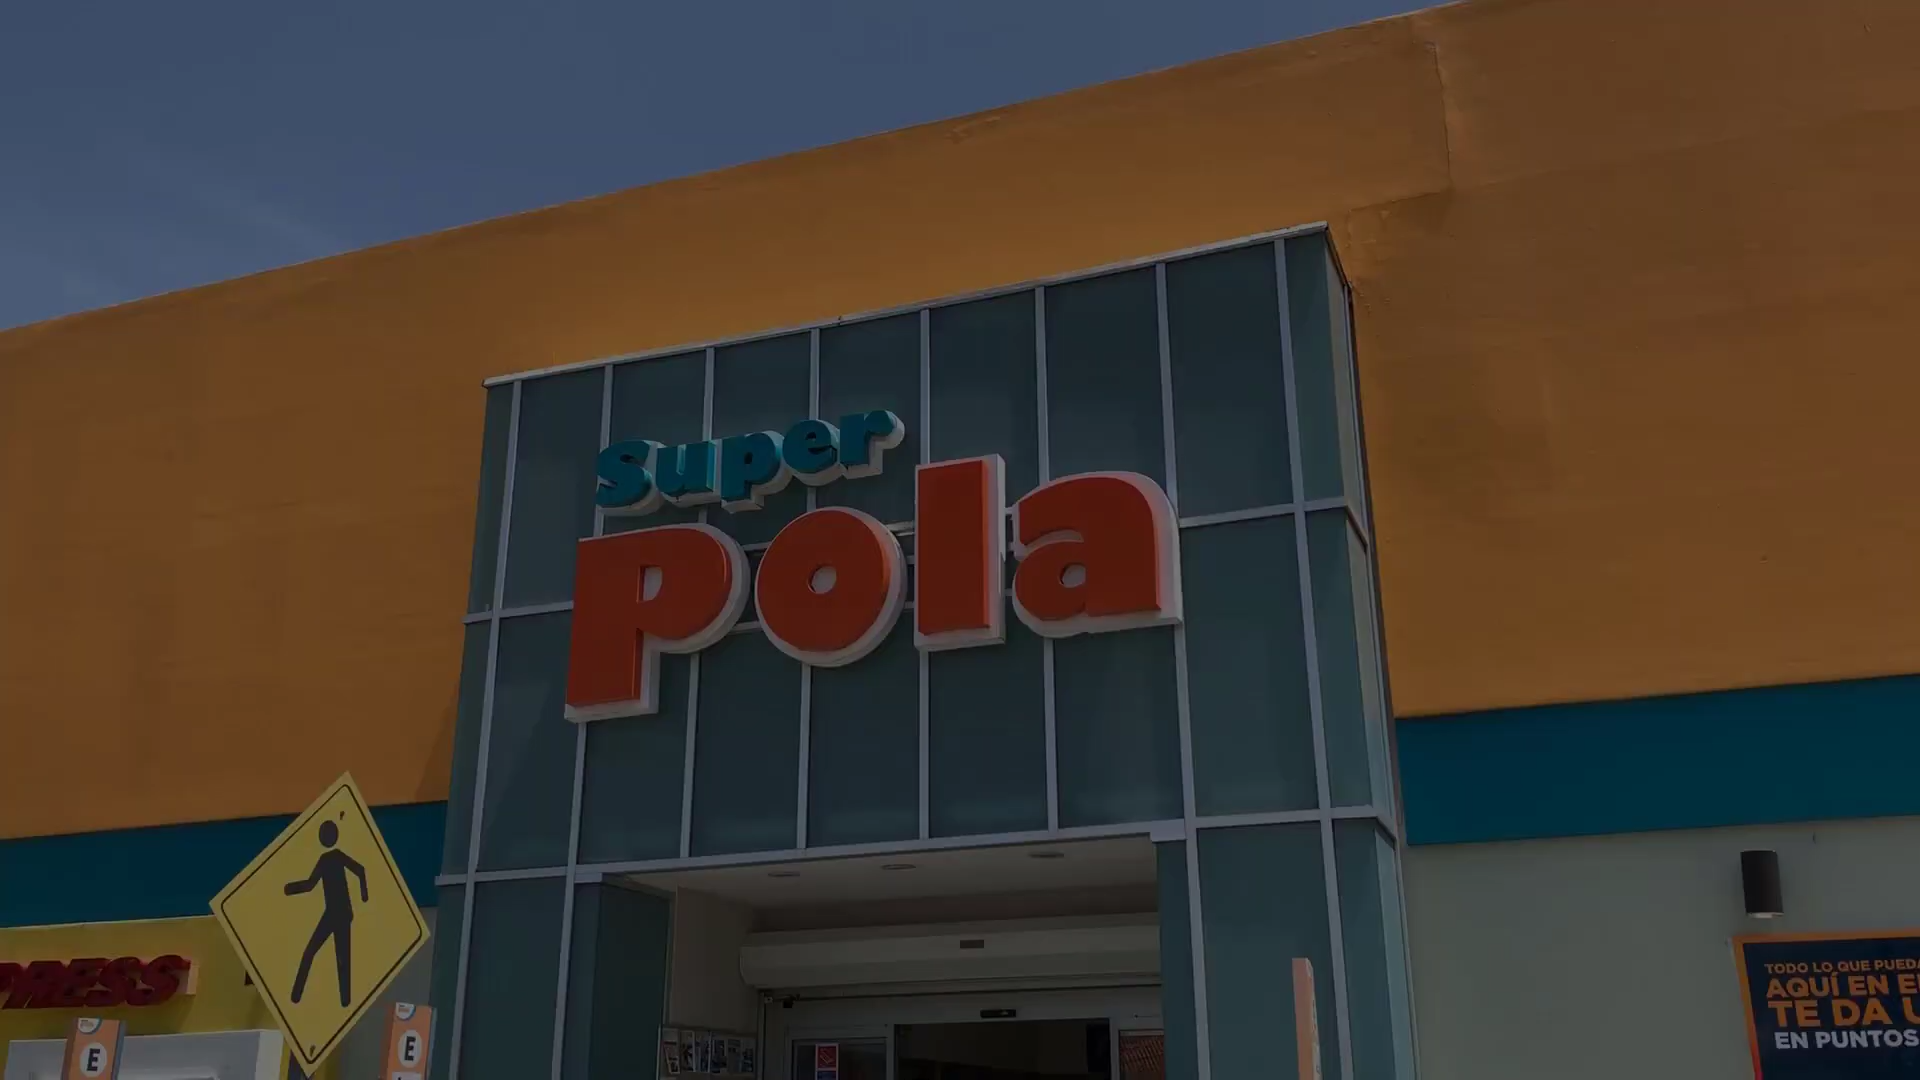 Super
Pola
PRESS
E
E
TODO LO QUE PUEDA
AQUÍ EN E
TE DA U
EN PUNTOS